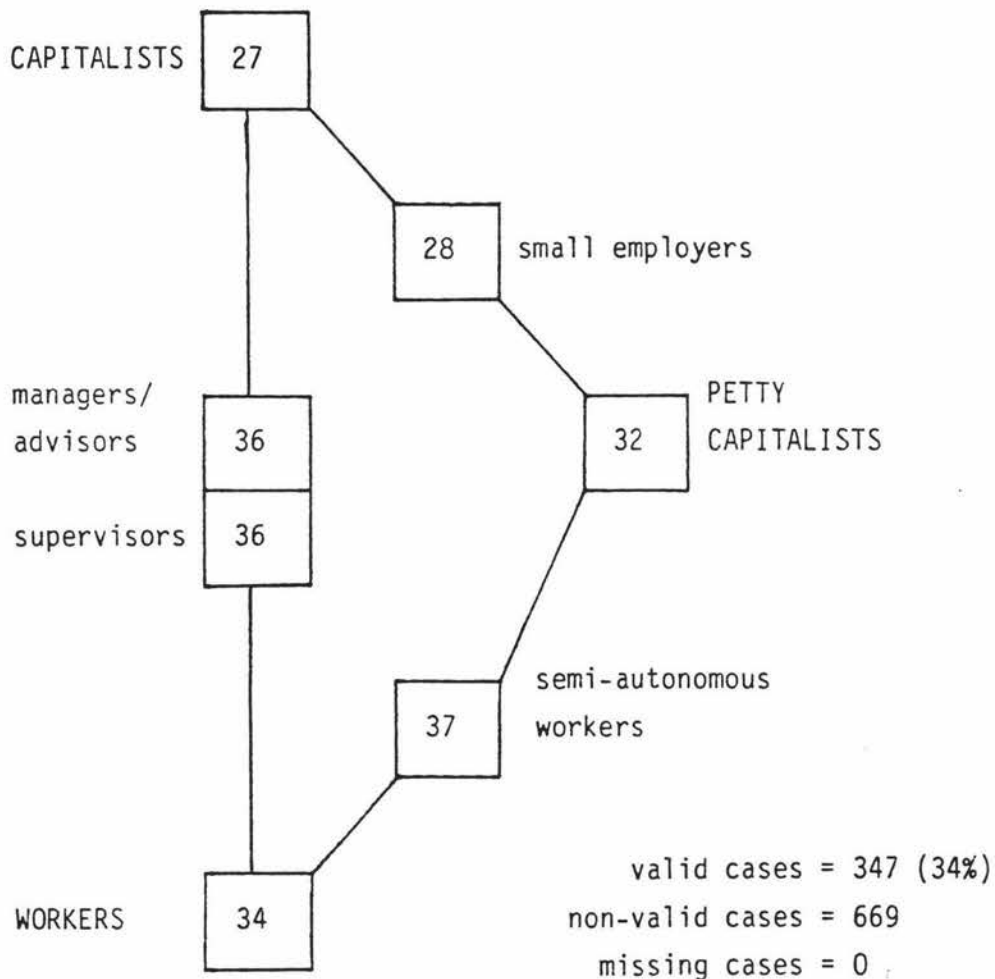 CAPITALISTS 27
28 small employers
managers/
advisors 36
PETTY
32 CAPITALISTS
supervisors 36
semi-autonomous
37 workers
WORKERS 34
valid cases = 347 (34%)
non-valid cases = 669
missing cases = 0